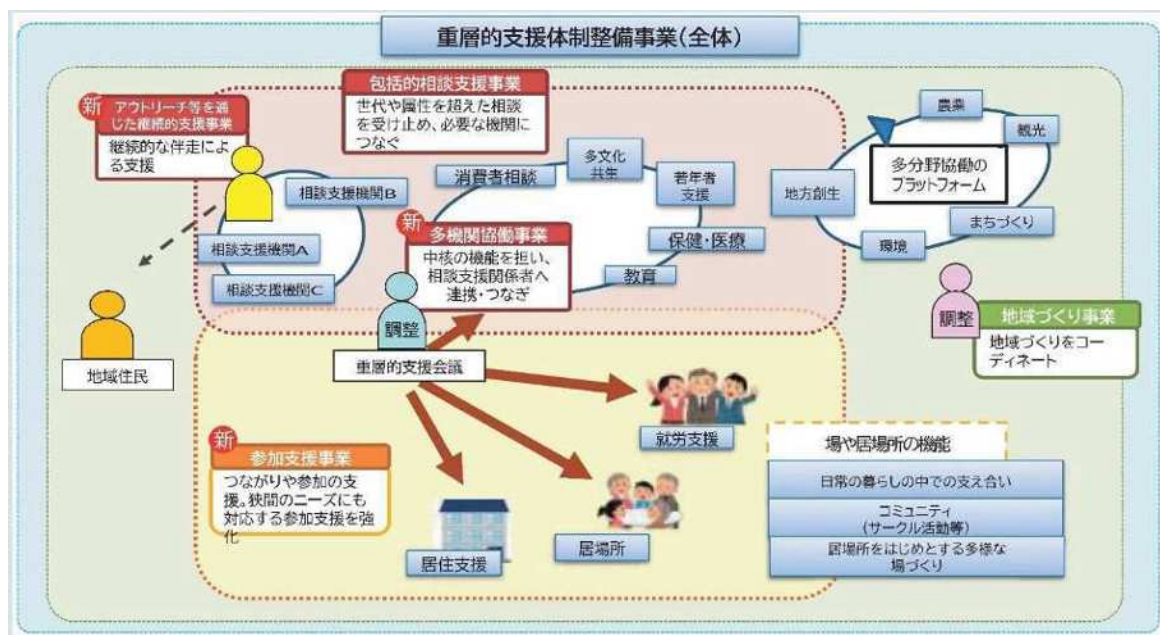 重層的支援体制整備事業(全体)
新
アウトリーチ等を通
じた継続的支援事業
継続的な伴走によ
る支援
包括的相談支援事業
世代や属性を超えた相談
を受け止め、必要な機関に
つなぐ
相談支援機関B
相談支援機関A
相談支援機関C
消費者相談
多文化
共生
若年者
支援
保健・医療
教育
新
多機関協働事業
中核の機能を担い、
相談支援関係者へ
連携・つなぎ
調整
重層的支援会議
農業
観光
多分野協働の
プラットフォーム
地方創生
まちづくり
環境
調整
地域づくり事業
地域づくりをコー
ディネート
地域住民
新
参加支援事業
つながりや参加の支
援。狭間のニーズにも
対応する参加支援を強
化
就労支援
居場所
居住支援
場や居場所の機能
日常の暮らしの中での支え合い
コミュニティ
(サークル活動等)
居場所をはじめとする多様な
場づくり